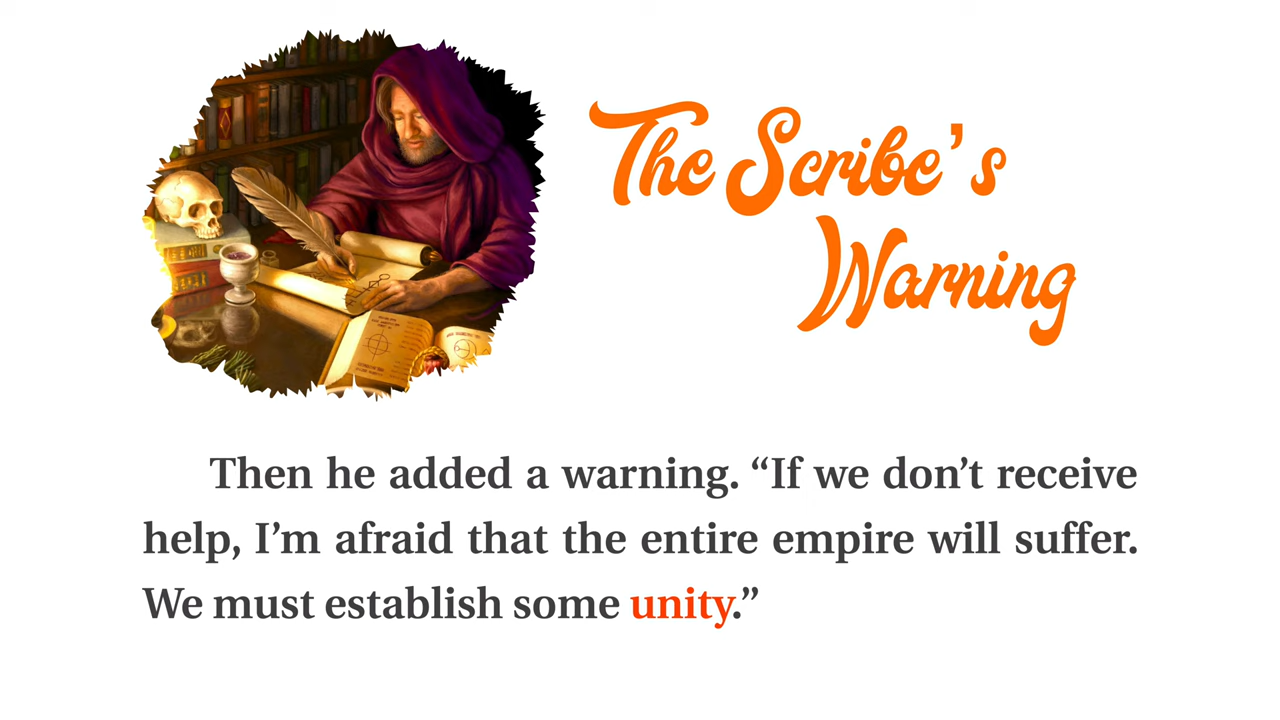 The Scribe's
Warning
Then he added a warning. “If we don’t receive
help, I’m afraid that the entire empire will suffer.
We must establish some unity.”